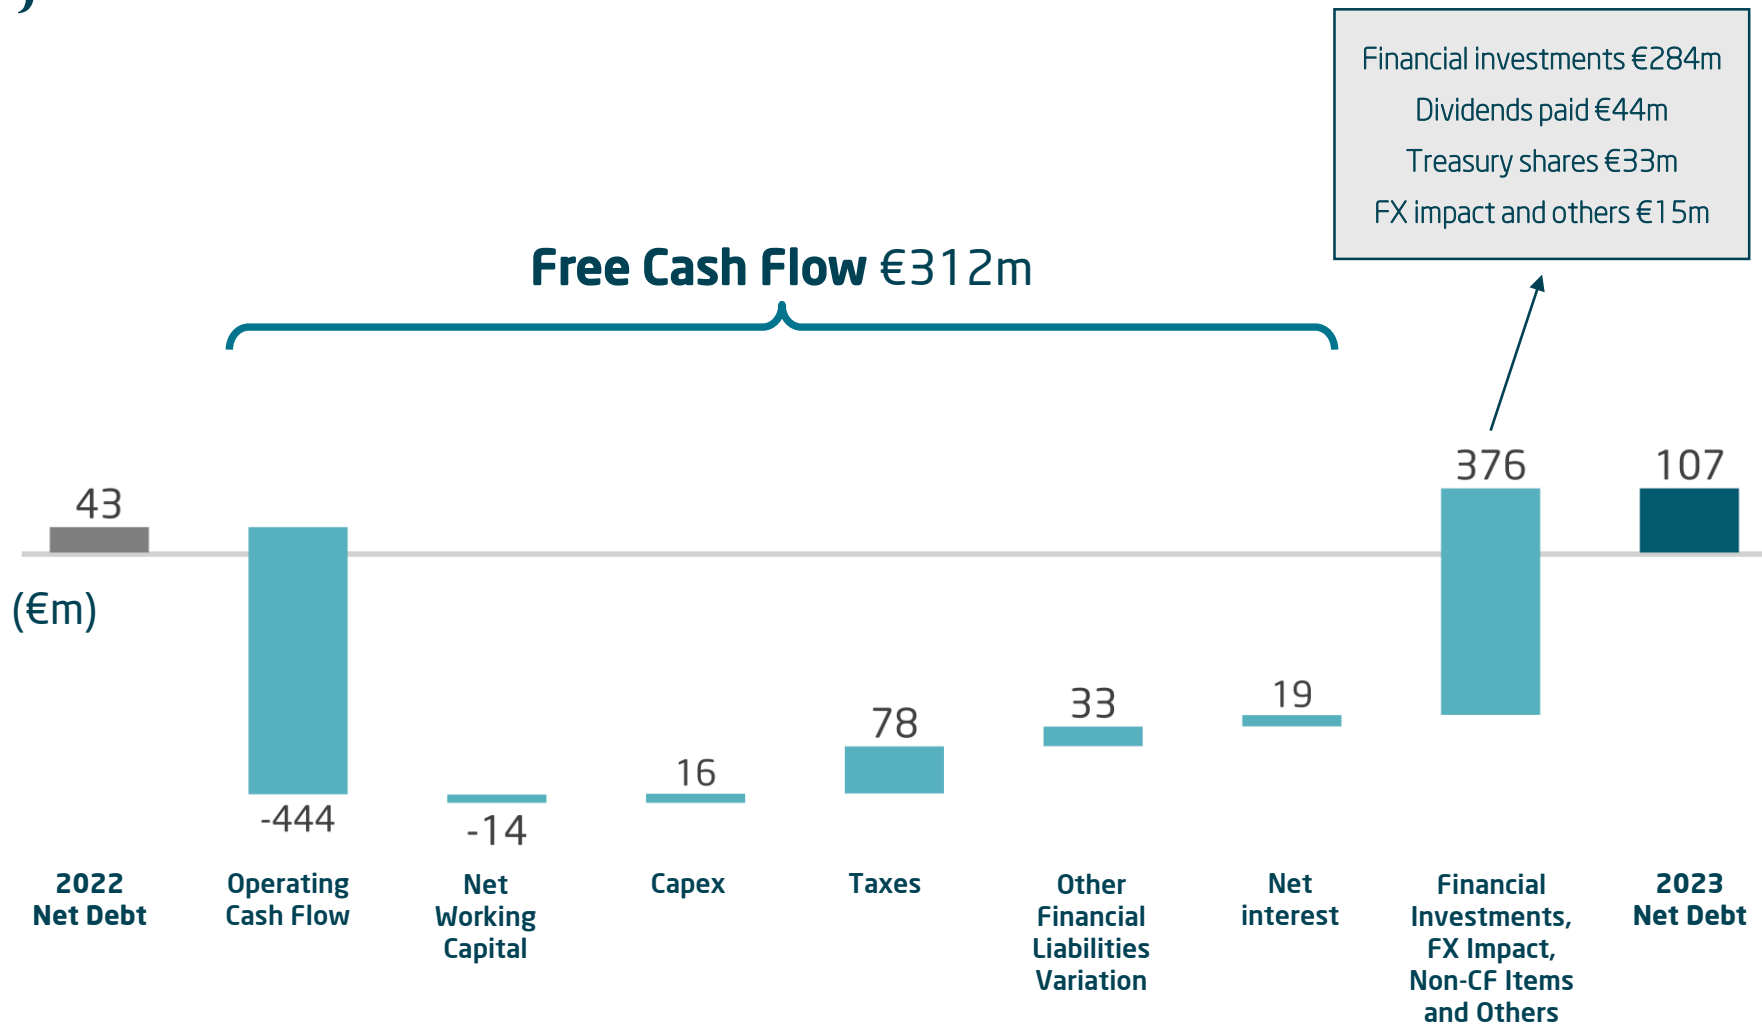 Financial investments €284m
Dividends paid €44m
Treasury shares €33m
FX impact and others €15m
Free Cash Flow €312m
43
-444
-14
16
78
33
19
376
107
(€m)
2022
Net Debt
Operating
Cash Flow
Net
Working
Capital
Capex
Taxes
Other
Financial
Liabilities
Variation
Net
interest
Financial
Investments,
FX Impact,
Non-CF Items
and Others
2023
Net Debt